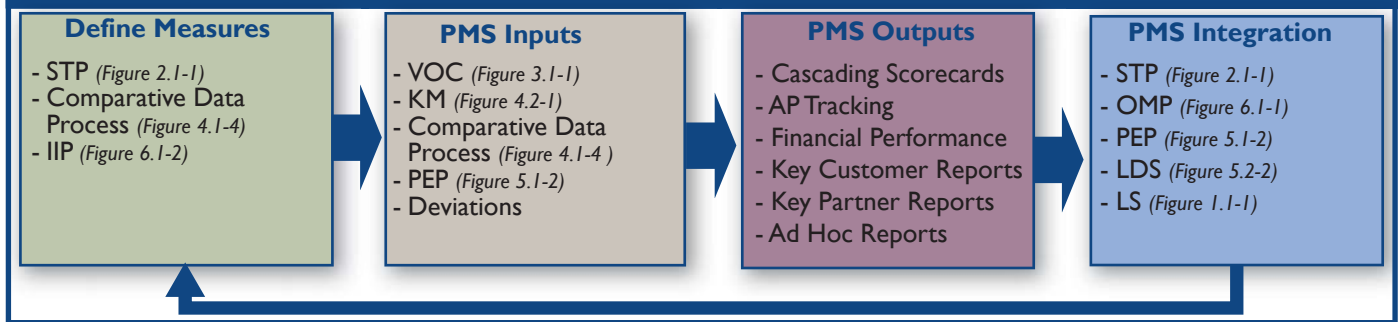 Define Measures
- STP (Figure 2.1-1)
- Comparative Data
Process (Figure 4.1-4)
- IIP (Figure 6.1-2)
PMS Inputs
- VOC (Figure 3.1-1)
- KM (Figure 4.2-1)
- Comparative Data
Process (Figure 4.1-4 )
- PEP (Figure 5.1-2)
- Deviations
PMS Outputs
- Cascading Scorecards
- AP Tracking
- Financial Performance
- Key Customer Reports
- Key Partner Reports
- Ad Hoc Reports
PMS Integration
- STP (Figure 2.1-1)
- OMP (Figure 6.1-1)
- PEP (Figure 5.1-2)
- LDS (Figure 5.2-2)
- LS (Figure 1.1-1)